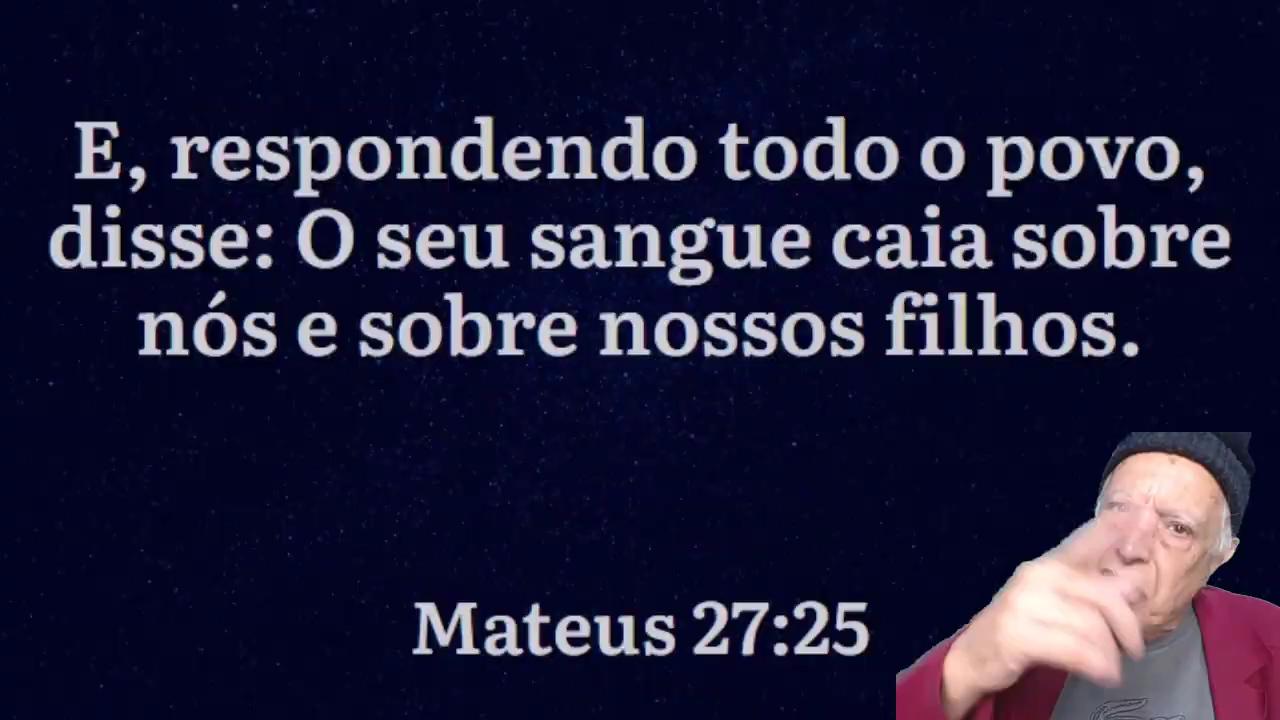 E, respondendo todo o povo,
disse: O seu sangue caia sobre
nós e sobre nossos filhos.
Mateus 27:25